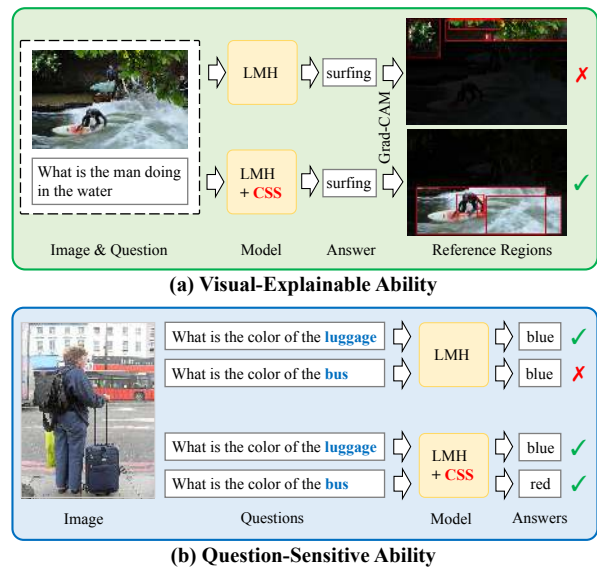 What is the man doing
in the water
LMH
surfing
✗
Grad-CAM
LMH
+ CSS
surfing
✓
Image & Question
Model
Answer
Reference Regions
(a) Visual-Explainable Ability
What is the color of the luggage
What is the color of the bus
LMH
blue ✓
blue ✗
What is the color of the luggage
What is the color of the bus
LMH
+ CSS
blue ✓
red ✓
Image
Questions
Model
Answers
(b) Question-Sensitive Ability